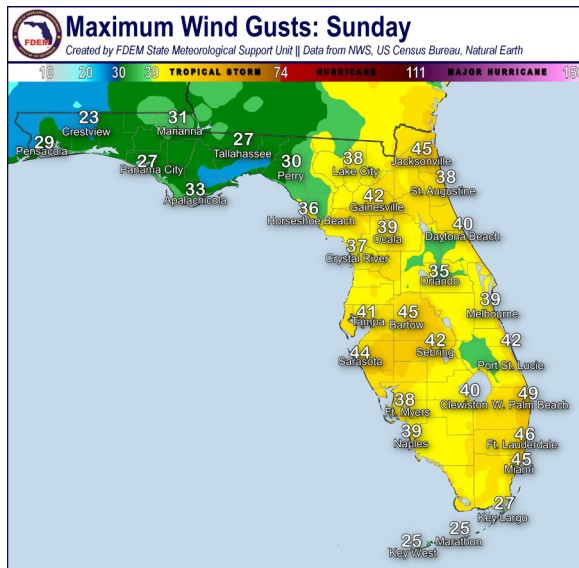 Maximum Wind Gusts: Sunday
Created by FDEM State Meteorological Support Unit || Data from NWS, US Census Bureau, Natural Earth
FDEM
10 20 30 39 TROPICAL STORM 74 HURRICANE 111 MAJOR HURRICANE
23
Crestview
31
Marianna
29
Pensacola
27
Panama City
27
Tallahassee
33
Apalachicola
30
Perry
38
Lake City
45
Jacksonville
38
St. Augustine
36
Horseshoe Beach
42
Gainesville
39
Ocala
40
Daytona Beach
37
Crystal River
35
Orlando
39
Melbourne
41
Tampa
45
Bartow
44
Sarasota
42
Sebring
42
Port St. Lucie
38
Ft. Myers
40
Clewiston
49
W. Palm Beach
39
Naples
46
Ft. Lauderdale
45
Miami
27
Key Largo
25
Marathon
25
Key West